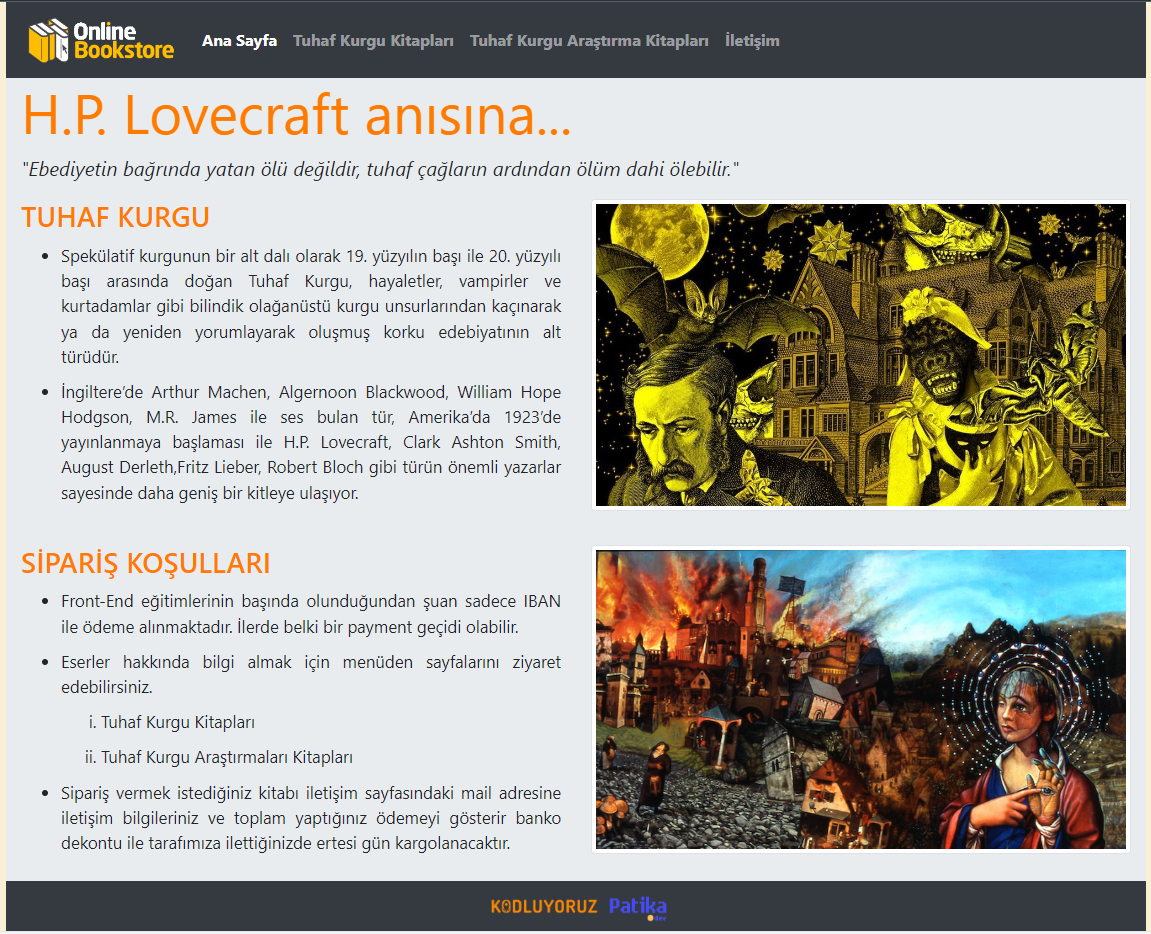 Online
Bookstore
Ana Sayfa Tuhaf Kurgu Kitapları Tuhaf Kurgu Araştırma Kitapları İletişim
H.P. Lovecraft anısına...
"Ebediyetin bağrında yatan ölü değildir, tuhaf çağların ardından ölüm dahi ölebilir."
TUHAF KURGU
• Spekülatif kurgunun bir alt dalı olarak 19. yüzyılın başı ile 20. yüzyılı
başı arasında doğan Tuhaf Kurgu, hayaletler, vampirler ve
kurtadamlar gibi bilindik olağanüstü kurgu unsurlarından kaçınarak
ya da yeniden yorumlayarak oluşmuş korku edebiyatının alt
türüdür.
• İngiltere’de Arthur Machen, Algernoon Blackwood, William Hope
Hodgson, M.R. James ile ses bulan tür, Amerika’da 1923’de
yayınlanmaya başlaması ile H.P. Lovecraft, Clark Ashton Smith,
August Derleth,Fritz Lieber, Robert Bloch gibi türün önemli yazarlar
sayesinde daha geniş bir kitleye ulaşıyor.
SİPARİŞ KOŞULLARI
• Front-End eğitimlerinin başında olunduğundan şuan sadece IBAN
ile ödeme alınmaktadır. İlerde belki bir payment geçidi olabilir.
• Eserler hakkında bilgi almak için menüden sayfalarını ziyaret
edebilirsiniz.
i. Tuhaf Kurgu Kitapları
ii. Tuhaf Kurgu Araştırmaları Kitapları
• Sipariş vermek istediğiniz kitabı iletişim sayfasındaki mail adresine
iletişim bilgileriniz ve toplam yaptığınız ödemeyi gösterir banko
dekontu ile tarafımıza ilettiğinizde ertesi gün kargolanacaktır.
KODLUYORUZ Patika
dev